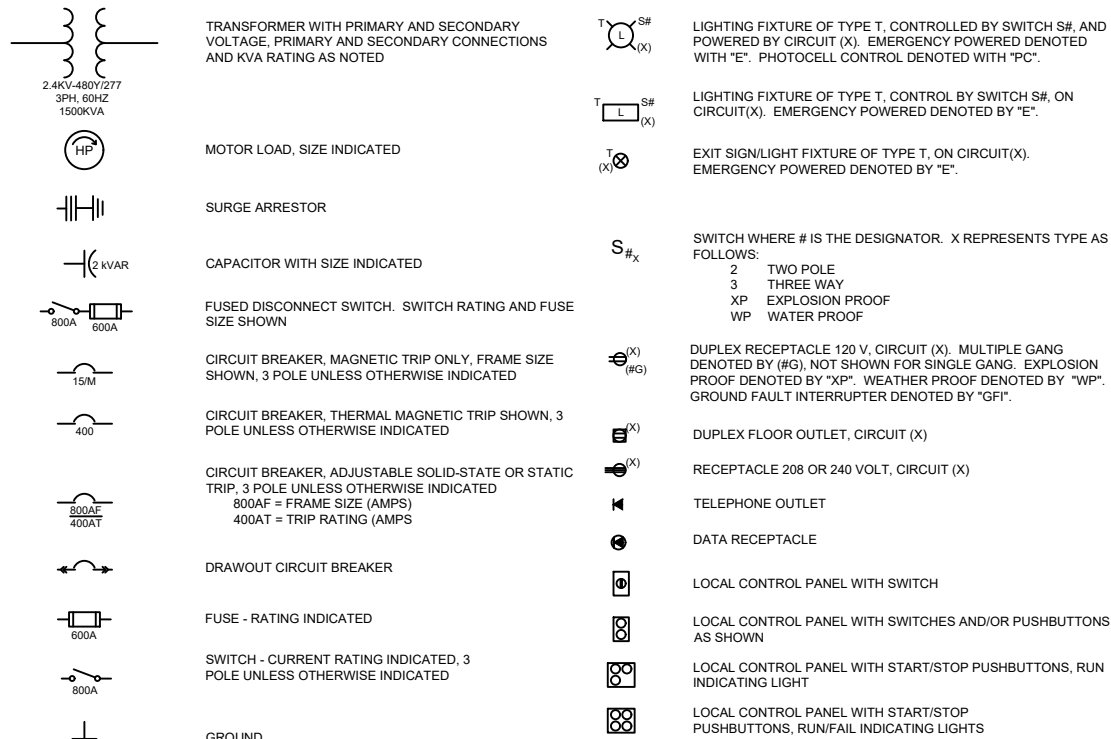 TRANSFORMER WITH PRIMARY AND SECONDARY
VOLTAGE, PRIMARY AND SECONDARY CONNECTIONS
AND KVA RATING AS NOTED
2.4KV-480Y/277
3PH, 60HZ
1500KVA
HP
MOTOR LOAD, SIZE INDICATED
SURGE ARRESTOR
2 kVAR
CAPACITOR WITH SIZE INDICATED
800A
600A
FUSED DISCONNECT SWITCH. SWITCH RATING AND FUSE
SIZE SHOWN
15/M
CIRCUIT BREAKER, MAGNETIC TRIP ONLY, FRAME SIZE
SHOWN, 3 POLE UNLESS OTHERWISE INDICATED
400
CIRCUIT BREAKER, THERMAL MAGNETIC TRIP SHOWN, 3
POLE UNLESS OTHERWISE INDICATED
800AF
400AT
CIRCUIT BREAKER, ADJUSTABLE SOLID-STATE OR STATIC
TRIP, 3 POLE UNLESS OTHERWISE INDICATED
800AF = FRAME SIZE (AMPS)
400AT = TRIP RATING (AMPS
DRAWOUT CIRCUIT BREAKER
600A
FUSE - RATING INDICATED
800A
SWITCH - CURRENT RATING INDICATED, 3
POLE UNLESS OTHERWISE INDICATED
GROUND
T S#
L
(X)
LIGHTING FIXTURE OF TYPE T, CONTROLLED BY SWITCH S#, AND
POWERED BY CIRCUIT (X). EMERGENCY POWERED DENOTED
WITH "E". PHOTOCELL CONTROL DENOTED WITH "PC".
T S#
L
(X)
LIGHTING FIXTURE OF TYPE T, CONTROL BY SWITCH S#, ON
CIRCUIT(X). EMERGENCY POWERED DENOTED BY "E".
T
(X)
EXIT SIGN/LIGHT FIXTURE OF TYPE T, ON CIRCUIT(X).
EMERGENCY POWERED DENOTED BY "E".
S#X
SWITCH WHERE # IS THE DESIGNATOR. X REPRESENTS TYPE AS
FOLLOWS:
2 TWO POLE
3 THREE WAY
XP EXPLOSION PROOF
WP WATER PROOF
(X)
(#G)
DUPLEX RECEPTACLE 120 V, CIRCUIT (X). MULTIPLE GANG
DENOTED BY (#G), NOT SHOWN FOR SINGLE GANG. EXPLOSION
PROOF DENOTED BY "XP". WEATHER PROOF DENOTED BY "WP".
GROUND FAULT INTERRUPTER DENOTED BY "GFI".
(X)
DUPLEX FLOOR OUTLET, CIRCUIT (X)
(X)
RECEPTACLE 208 OR 240 VOLT, CIRCUIT (X)
TELEPHONE OUTLET
DATA RECEPTACLE
LOCAL CONTROL PANEL WITH SWITCH
LOCAL CONTROL PANEL WITH SWITCHES AND/OR PUSHBUTTONS
AS SHOWN
LOCAL CONTROL PANEL WITH START/STOP PUSHBUTTONS, RUN
INDICATING LIGHT
LOCAL CONTROL PANEL WITH START/STOP
PUSHBUTTONS, RUN/FAIL INDICATING LIGHTS